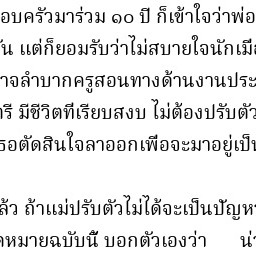 อบครัวมาร่วม ๑๐ ปี ก็เข้าใจว่าพ่อ
ัน แต่ก็ยอมรับว่าไม่สบายใจนักเมื
าจลำบากครูสอนทางด้านงานประ
รี มีชีวิตที่เรียบสงบ ไม่ต้องปรับตัว
ธอตัดสินใจลาออกเพื่อจะมาอยู่เป็น
ล้ว ถ้าแม่ปรับตัวไม่ได้จะเป็นปัญห
ดหมายฉบับนี้ บอกตัวเองว่า น่